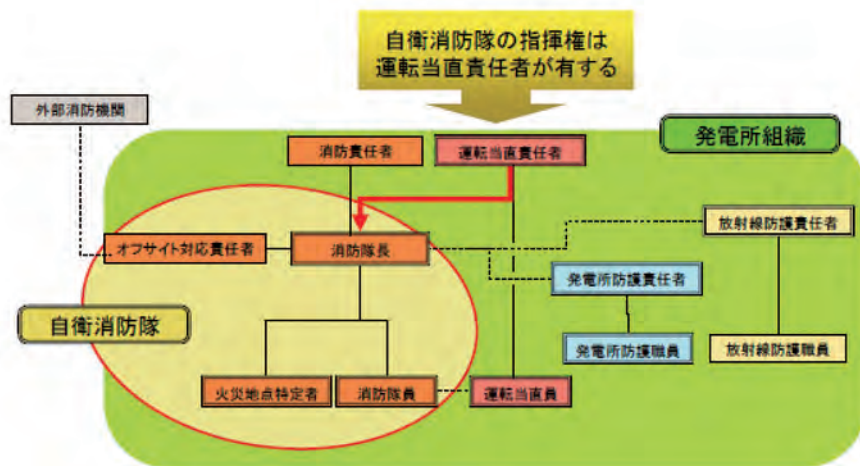 自衛消防隊の指揮権は
運転当直責任者が有する
外部消防機関
消防責任者
運転当直責任者
発電所組織
放射線防護責任者
オフサイト対応責任者
消防隊長
発電所防護責任者
自衛消防隊
発電所防護職員
放射線防護職員
火災地点特定者
消防隊員
運転当直員